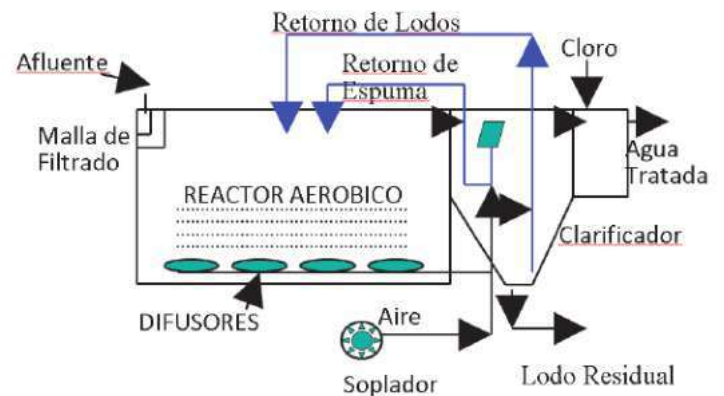 Retorno de Lodos
Cloro
Afluente
Retorno de
Espuma
Malla de
Filtrado
Agua
Tratada
REACTOR AEROBICO
Clarificador
DIFUSORES
Aire
Soplador
Lodo Residual